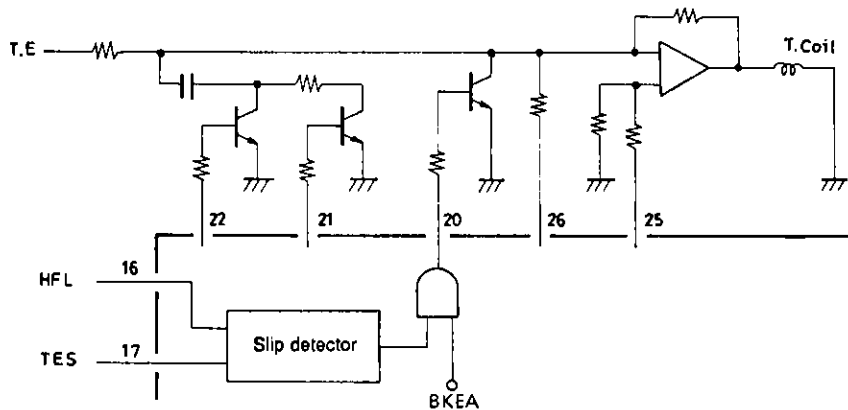 T.E
T.Coil
22
21
20
26
25
HFL
16
Slip detector
TES
17
BKEA